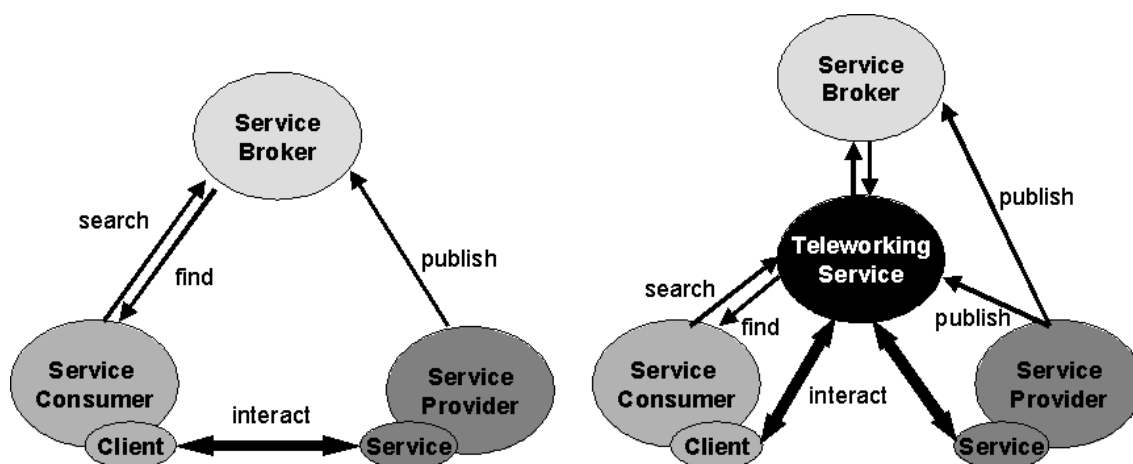 Service
Broker
search
find
publish
Service
Consumer
Client
interact
Service
Provider
Service
Service
Broker
publish
Teleworking
Service
search
find
publish
Service
Consumer
Client
interact
Service
Provider
Service